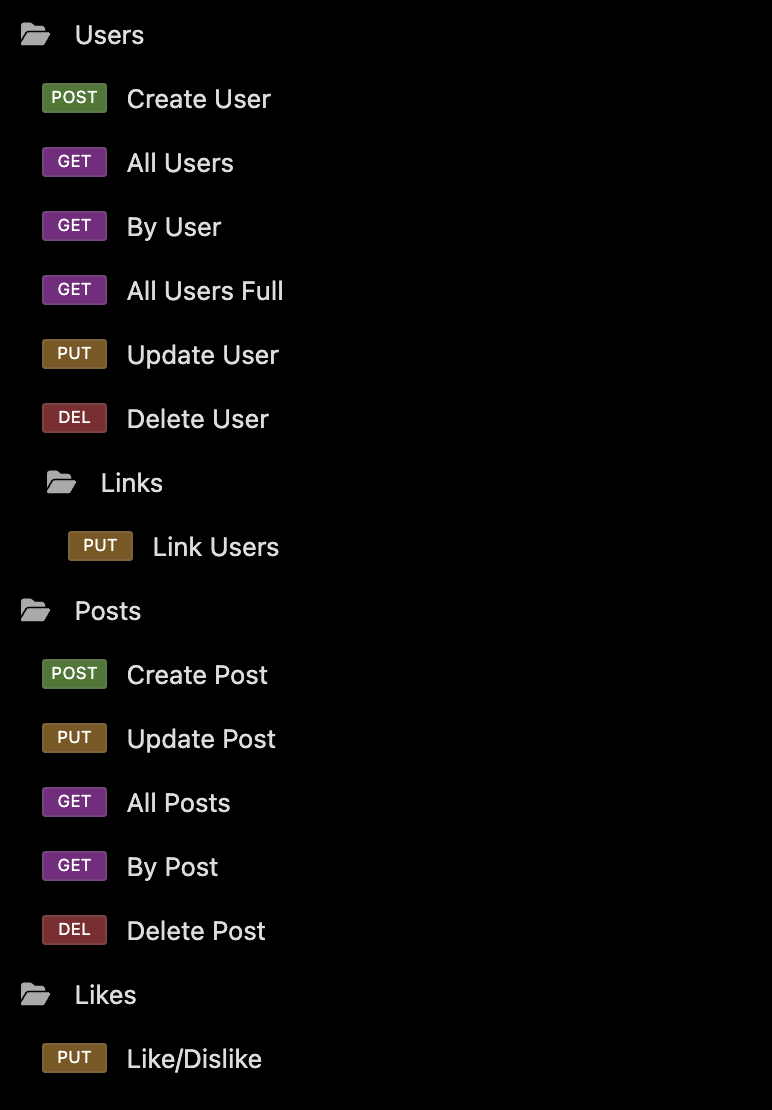 Users
POST Create User
GET All Users
GET By User
GET All Users Full
PUT Update User
DEL Delete User
Links
PUT Link Users
Posts
POST Create Post
PUT Update Post
GET All Posts
GET By Post
DEL Delete Post
Likes
PUT Like/Dislike